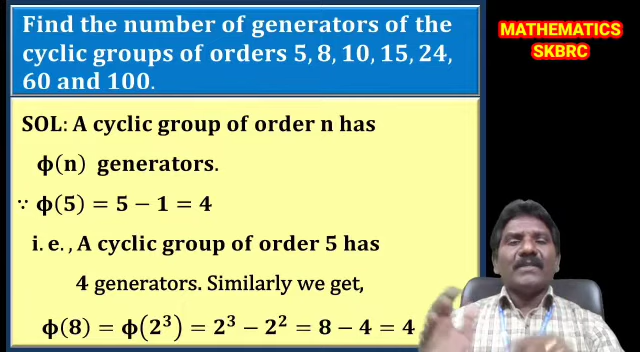 Find the number of generators of the
cyclic groups of orders 5, 8, 10, 15, 24,
60 and 100.
MATHEMATICS
SKBRC
SOL: A cyclic group of order n has
ϕ(n) generators.
∵ ϕ(5) = 5 − 1 = 4
i. e. , A cyclic group of order 5 has
4 generators. Similarly we get,
ϕ(8) = ϕ(2³) = 2³ − 2² = 8 − 4 = 4